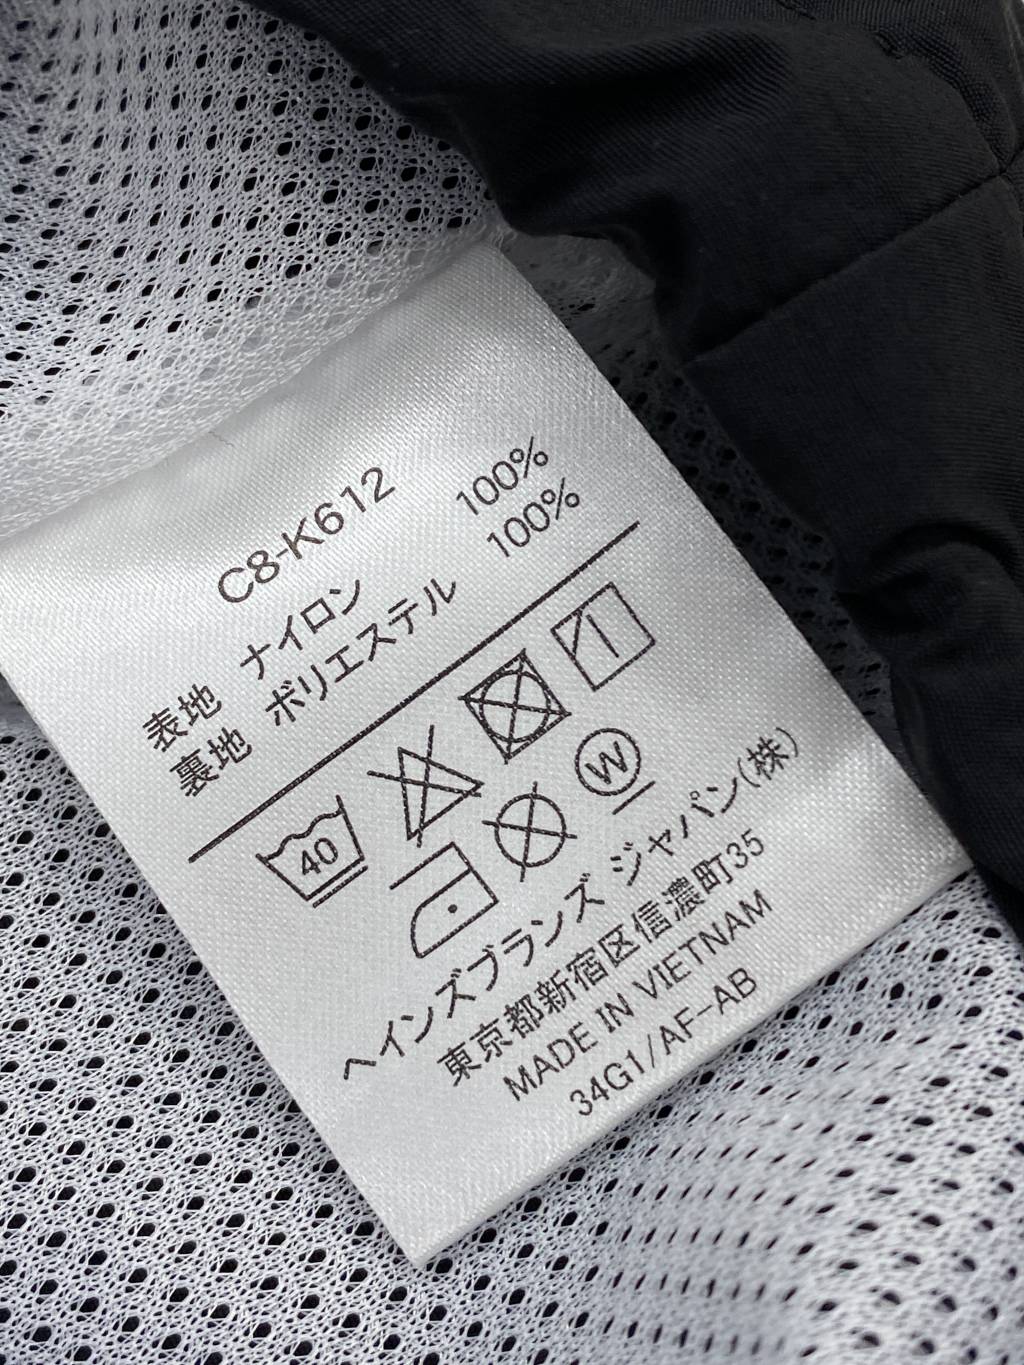 C8-K612
表地 ナイロン 100%
裏地 ポリエステル 100%
40
W
ヘインズブランズ ジャパン(株)
東京都新宿区信濃町35
MADE IN VIETNAM
34G1/AF-AB